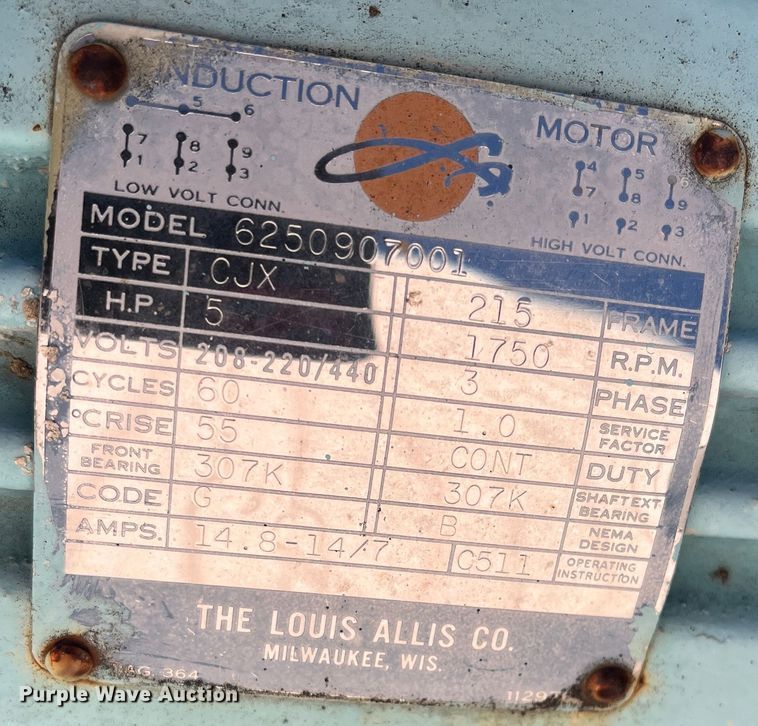 INDUCTION MOTOR
5 6
7 8 9
1 2 3
LOW VOLT CONN.
4 5 6
7 8 9
1 2 3
HIGH VOLT CONN.
MODEL 6250907001
TYPE CJX 215 FRAME
H.P. 5 1750 R.P.M.
VOLTS 208-220/440 3 PHASE
CYCLES 60 1.0 SERVICE FACTOR
°C RISE 55 CONT DUTY
FRONT BEARING 307K 307K SHAFT EXT. BEARING
CODE G B NEMA DESIGN
AMPS. 14.8-14/7 C511 OPERATING INSTRUCTION
THE LOUIS ALLIS CO.
MILWAUKEE, WIS.
AG. 364
Purple Wave Auction